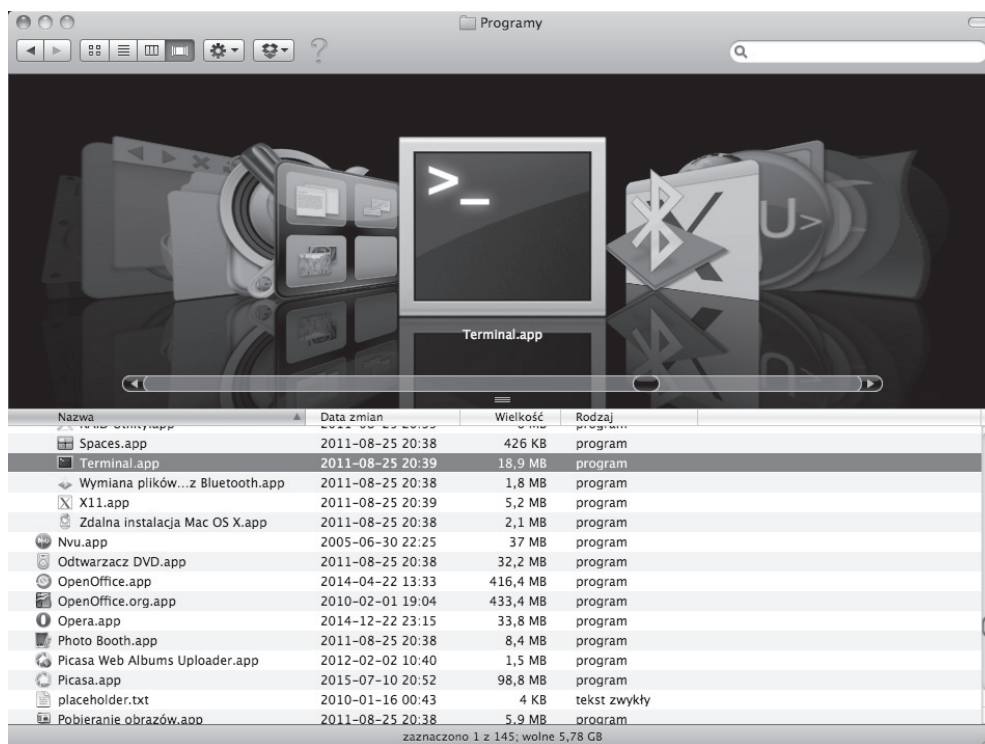 Programy
Terminal.app
Nazwa Data zmian Wielkość Rodzaj
Spaces.app 2011-08-25 20:38 426 KB program
Terminal.app 2011-08-25 20:39 18,9 MB program
Wymiana plików...z Bluetooth.app 2011-08-25 20:38 1,8 MB program
X11.app 2011-08-25 20:39 5,2 MB program
Zdalna instalacja Mac OS X.app 2011-08-25 20:38 2,1 MB program
Nvu.app 2005-06-30 22:25 37 MB program
Odtwarzacz DVD.app 2011-08-25 20:38 32,2 MB program
OpenOffice.app 2014-04-22 13:33 416,4 MB program
OpenOffice.org.app 2010-02-01 19:04 433,4 MB program
Opera.app 2014-12-22 23:15 33,8 MB program
Photo Booth.app 2011-08-25 20:38 8,4 MB program
Picasa Web Albums Uploader.app 2012-02-02 10:40 1,5 MB program
Picasa.app 2015-07-10 20:52 98,8 MB program
placeholder.txt 2010-01-16 00:43 4 KB tekst zwykły
Pobieranie obrazów.app 2011-08-25 20:38 5,9 MB program
zaznaczono 1 z 145; wolne 5,78 GB